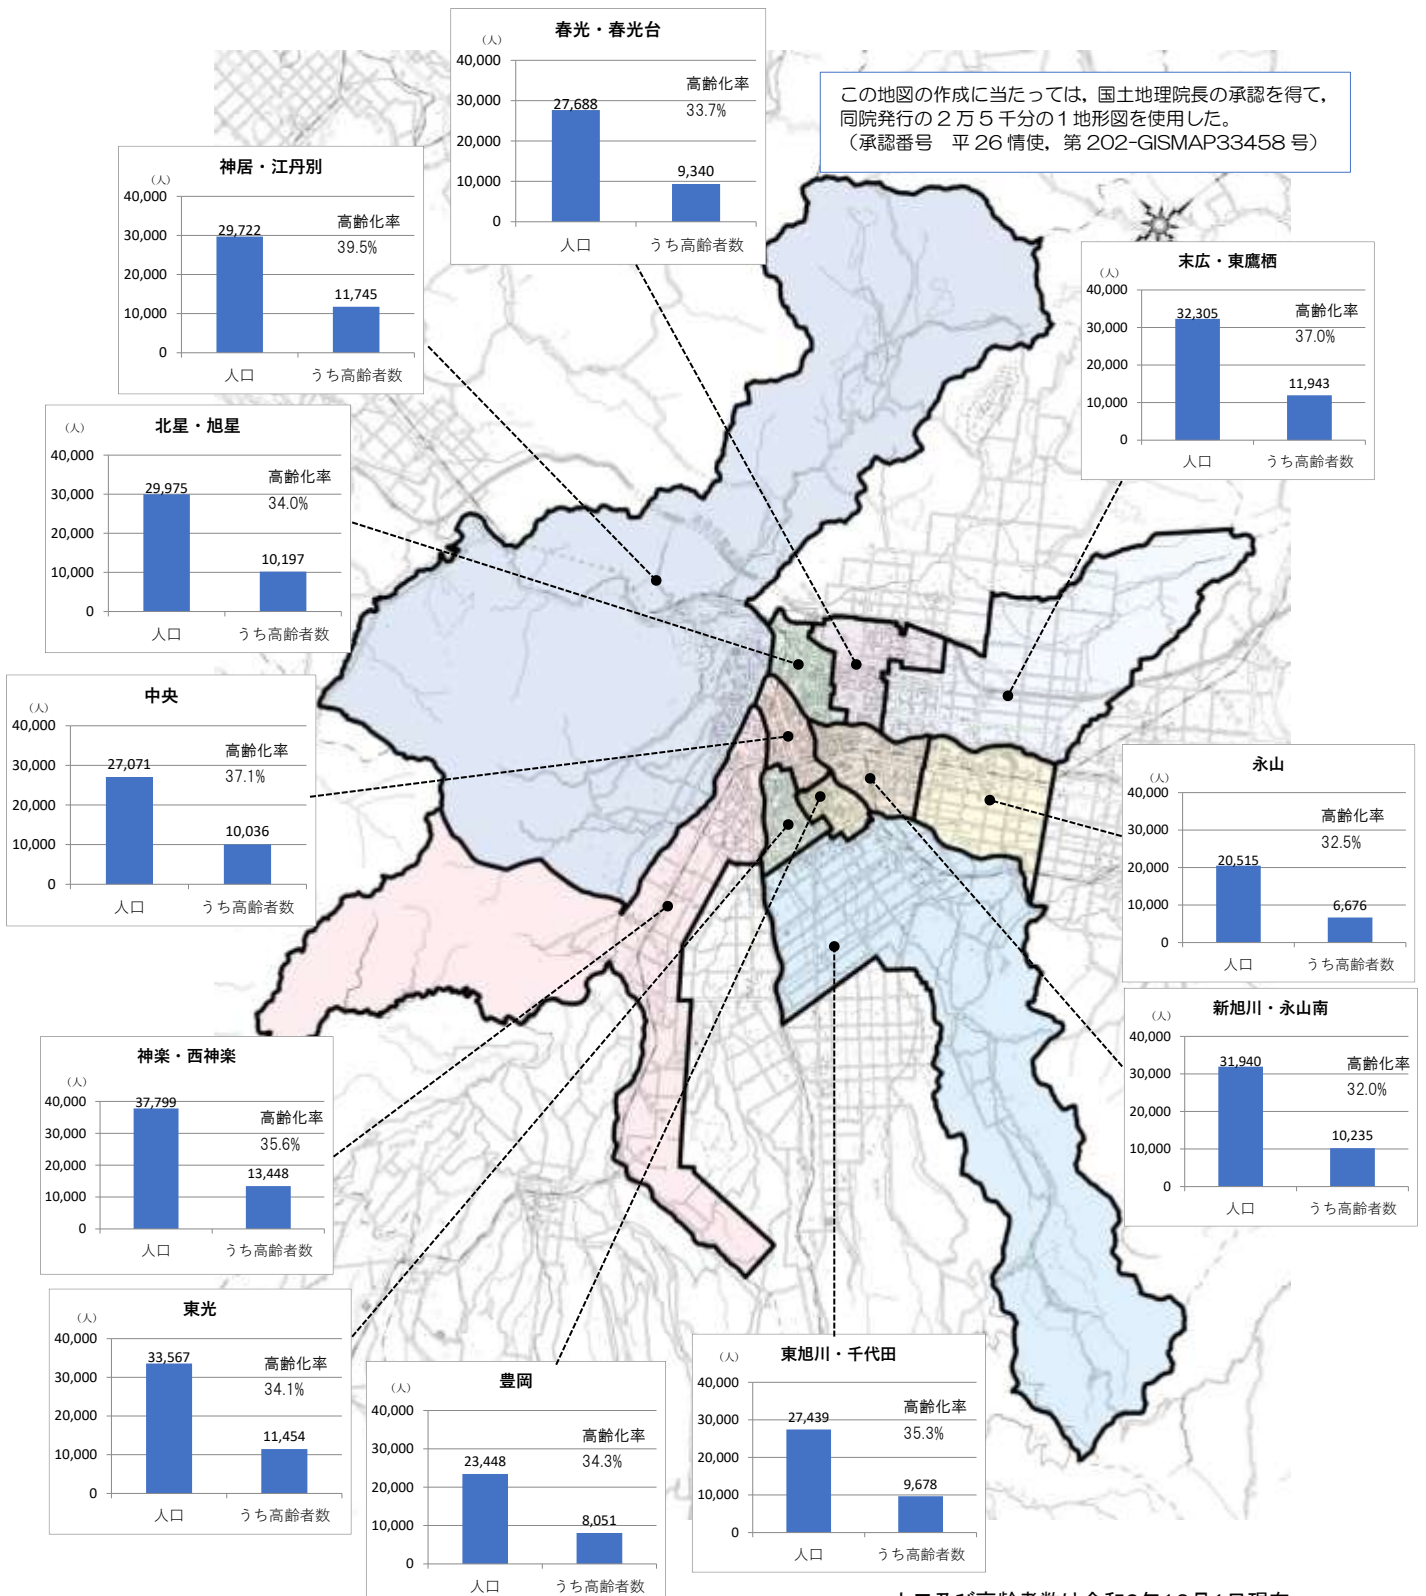 春光・春光台
（人）
40,000
30,000
20,000
10,000
0
27,688
9,340
高齢化率
33.7%
人口
うち高齢者数
この地図の作成に当たっては，国土地理院長の承認を得て，
同院発行の2万5千分の1地形図を使用した。
（承認番号　平26情使，第202-GISMAP33458号）
神居・江丹別
（人）
40,000
30,000
20,000
10,000
0
29,722
11,745
高齢化率
39.5%
人口
うち高齢者数
末広・東鷹栖
（人）
40,000
30,000
20,000
10,000
0
32,305
11,943
高齢化率
37.0%
人口
うち高齢者数
北星・旭星
（人）
40,000
30,000
20,000
10,000
0
29,975
10,197
高齢化率
34.0%
人口
うち高齢者数
中央
（人）
40,000
30,000
20,000
10,000
0
27,071
10,036
高齢化率
37.1%
人口
うち高齢者数
永山
（人）
40,000
30,000
20,000
10,000
0
20,515
6,676
高齢化率
32.5%
人口
うち高齢者数
新旭川・永山南
（人）
40,000
30,000
20,000
10,000
0
31,940
10,235
高齢化率
32.0%
人口
うち高齢者数
神楽・西神楽
（人）
40,000
30,000
20,000
10,000
0
37,799
13,448
高齢化率
35.6%
人口
うち高齢者数
東光
（人）
40,000
30,000
20,000
10,000
0
33,567
11,454
高齢化率
34.1%
人口
うち高齢者数
豊岡
（人）
40,000
30,000
20,000
10,000
0
23,448
8,051
高齢化率
34.3%
人口
うち高齢者数
東旭川・千代田
（人）
40,000
30,000
20,000
10,000
0
27,439
9,678
高齢化率
35.3%
人口
うち高齢者数